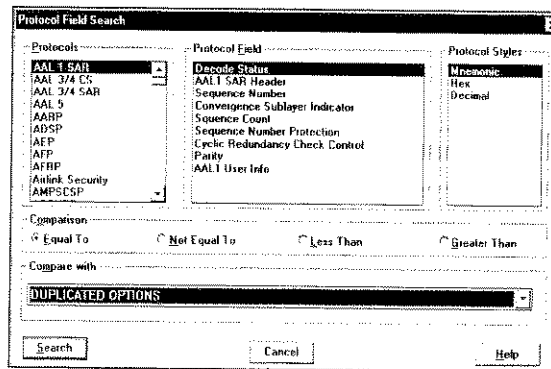 Protocol Field Search
Protocols
AAL 1 SAR
AAL 3/4 CS
AAL 3/4 SAR
AAL 5
AARP
ADSP
AEP
AFP
AFRP
Airlink Security
AMPSCSP
Protocol Field
Decode Status
AAL1 SAR Header
Sequence Number
Convergence Sublayer Indicator
Squence Count
Sequence Number Protection
Cyclic Redundancy Check Control
Parity
AAL1 User Info
Protocol Styles
Mnemonic
Hex
Decimal
Comparison
Equal To
Not Equal To
Less Than
Greater Than
Compare with
DUPLICATED OPTIONS
Search
Cancel
Help